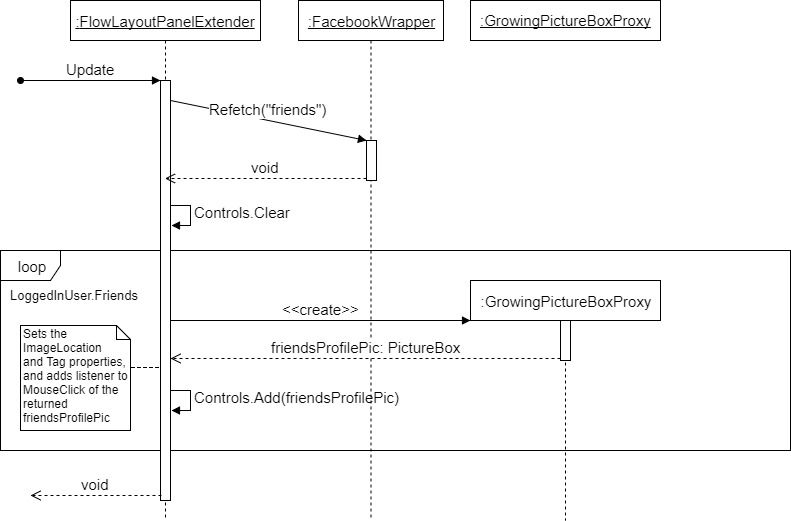 :FlowLayoutPanelExtender
:FacebookWrapper
:GrowingPictureBoxProxy
Update
Refetch("friends")
void
Controls.Clear
loop
LoggedInUser.Friends
<<create>>
:GrowingPictureBoxProxy
Sets the
ImageLocation
and Tag properties,
and adds listener to
MouseClick of the
returned
friendsProfilePic
friendsProfilePic: PictureBox
Controls.Add(friendsProfilePic)
void